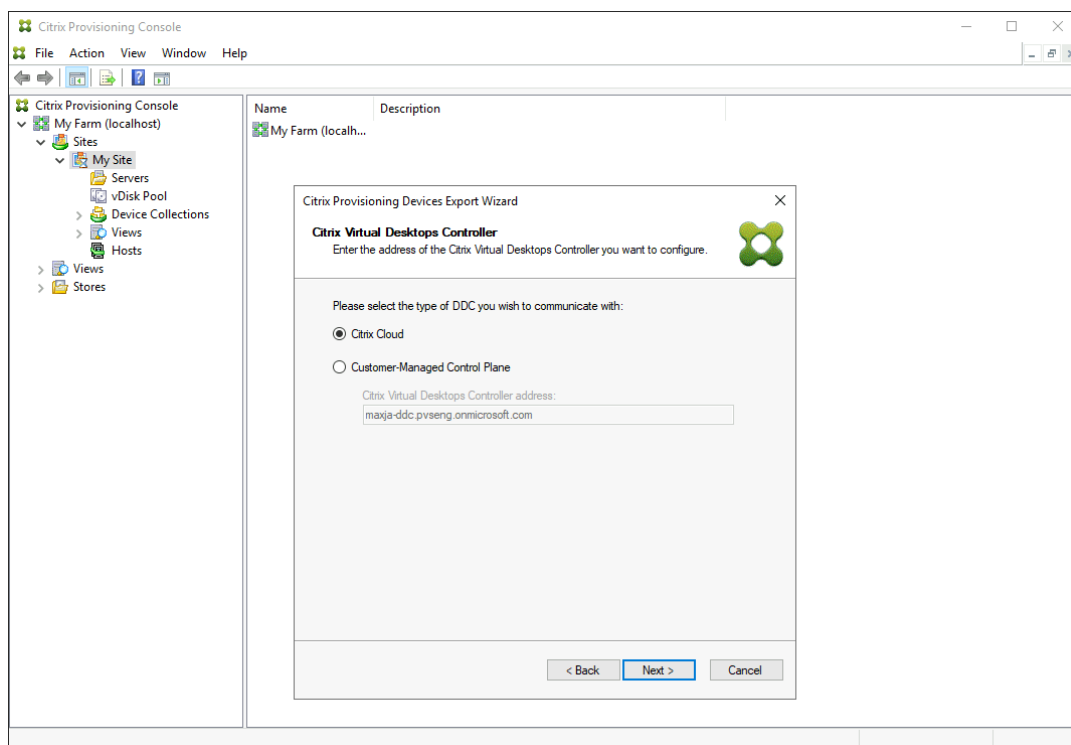 Citrix Provisioning Console
File Action View Window Help
Citrix Provisioning Console
My Farm (localhost)
Sites
My Site
Servers
vDisk Pool
Device Collections
Views
Hosts
Views
Stores
Name Description
My Farm (localh...
Citrix Provisioning Devices Export Wizard
Citrix Virtual Desktops Controller
Enter the address of the Citrix Virtual Desktops Controller you want to configure.
Please select the type of DDC you wish to communicate with:
Citrix Cloud
Customer-Managed Control Plane
Citrix Virtual Desktops Controller address:
maxja-ddc.pvseng.onmicrosoft.com
< Back Next > Cancel